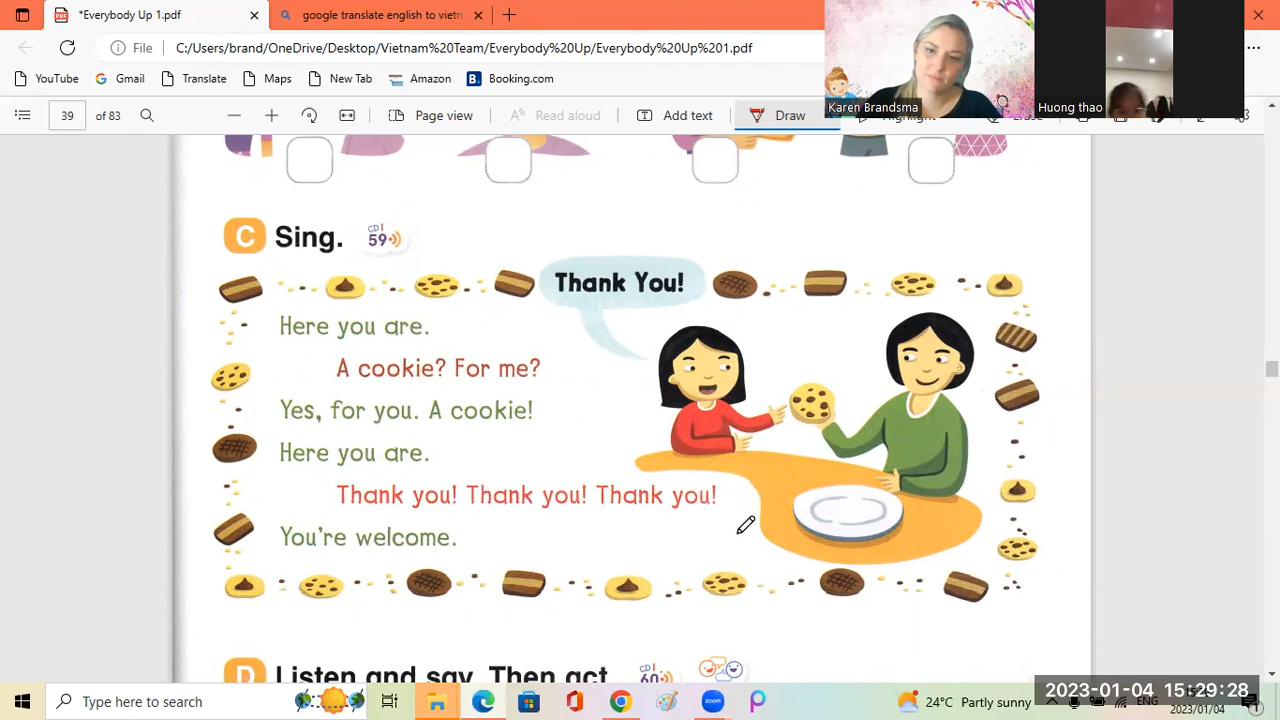 *Everybody Up 1.pdf
google translate english to vietn
File
C:/Users/brand/OneDrive/Desktop/Vietnam%20Team/Everybody%20Up/Everybody%20Up%201.pdf
YouTube
Gmail
Translate
Maps
New Tab
Amazon
B Booking.com
Karen Brandsma
Huong thao
39 of 83
Page view
Read aloud
Add text
Draw
C Sing. CD1 59
Thank You!
Here you are.
A cookie? For me?
Yes, for you. A cookie!
Here you are.
Thank you! Thank you! Thank you!
You're welcome.
D Listen and say. Then act. CD1 60
Type here to search
zoom
24°C Partly sunny
ENG
2023-01-04 15:29:28
2023/01/04